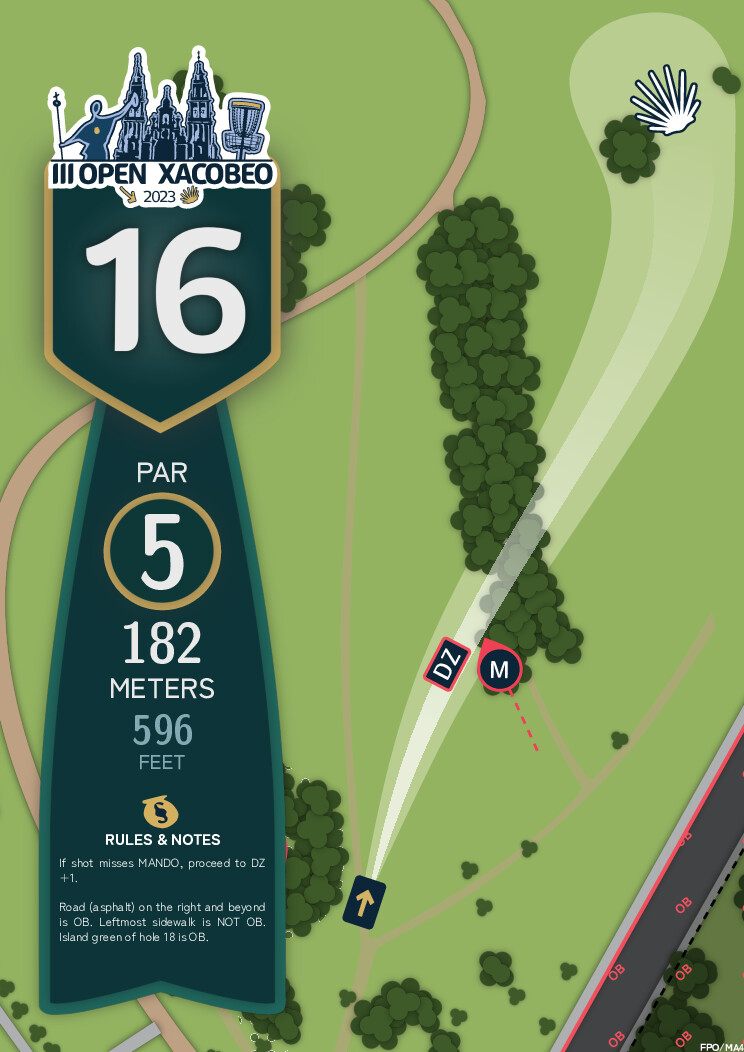 III OPEN XACOBEO
2023
16
PAR
5
182
METERS
596
FEET
RULES & NOTES
If shot misses MANDO, proceed to DZ
+1.
Road (asphalt) on the right and beyond
is OB. Leftmost sidewalk is NOT OB.
Island green of hole 18 is OB.
DZ
M
OB
OB
OB
OB
OB
OB
FPO/MA4